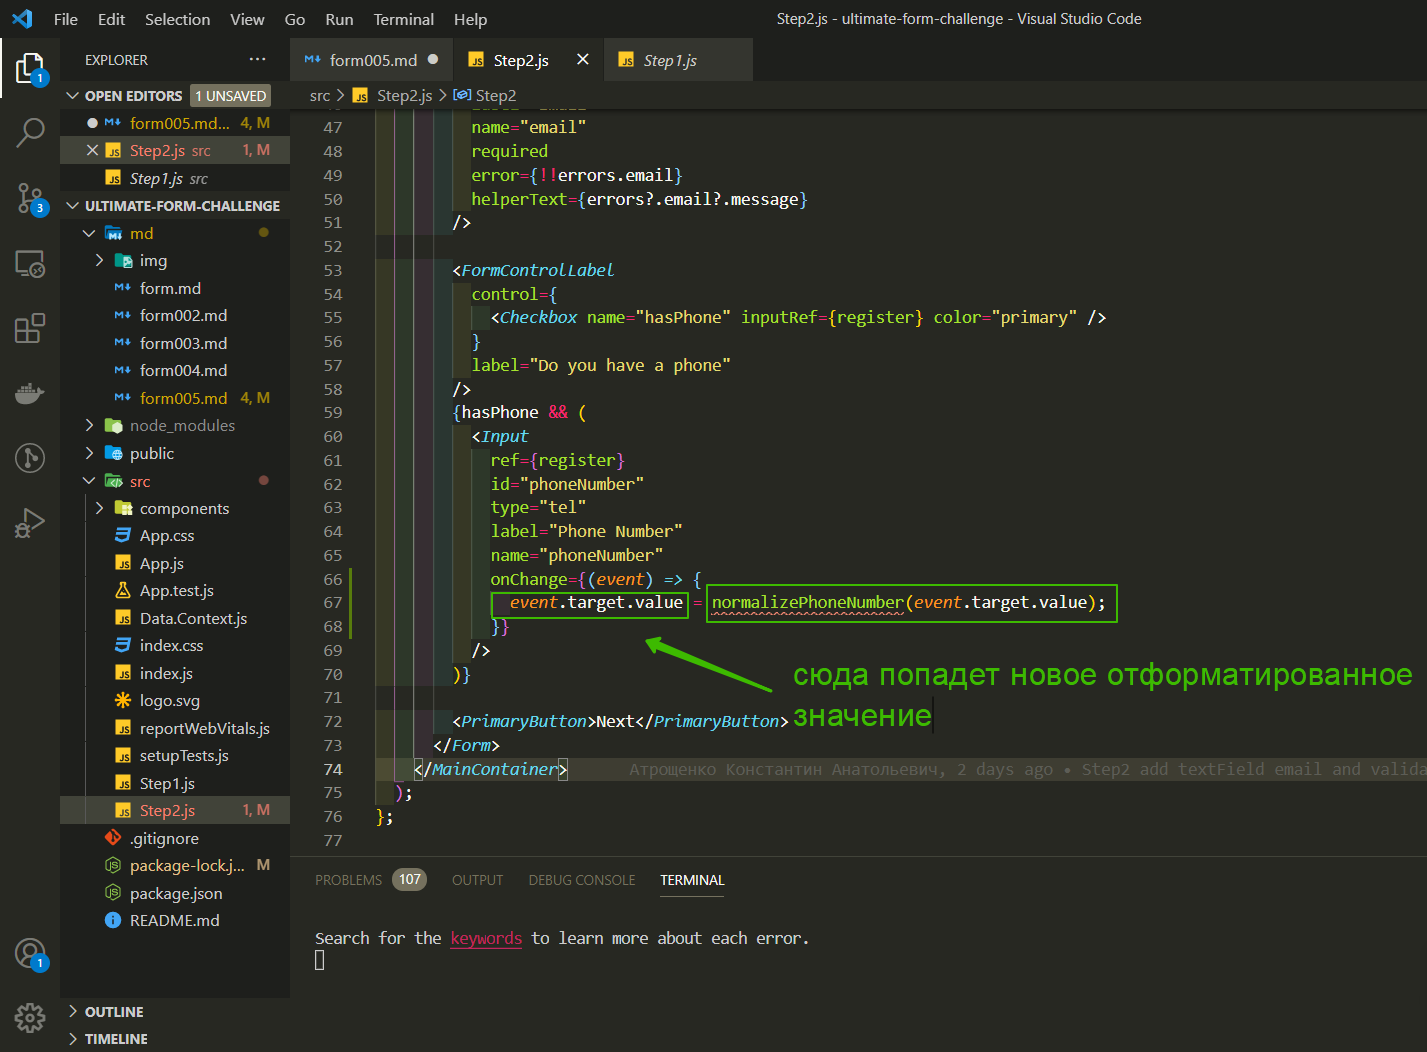 File Edit Selection View Go Run Terminal Help
Step2.js - ultimate-form-challenge - Visual Studio Code
EXPLORER ···
form005.md
Step2.js
Step1.js
OPEN EDITORS 1 UNSAVED
form005.md... 4, M
Step2.js src 1, M
Step1.js src
ULTIMATE-FORM-CHALLENGE
md
img
form.md
form002.md
form003.md
form004.md
form005.md 4, M
node_modules
public
src
components
App.css
App.js
App.test.js
Data.Context.js
index.css
index.js
logo.svg
reportWebVitals.js
setupTests.js
Step1.js
Step2.js 1, M
.gitignore
package-lock.j... M
package.json
README.md
OUTLINE
TIMELINE
1
3
1
src > Step2.js > Step2
47 name="email"
48 required
49 error={!!errors.email}
50 helperText={errors?.email?.message}
51 />
52
53 <FormControlLabel
54 control={
55 <Checkbox name="hasPhone" inputRef={register} color="primary" />
56 }
57 label="Do you have a phone"
58 />
59 {hasPhone && (
60 <Input
61 ref={register}
62 id="phoneNumber"
63 type="tel"
64 label="Phone Number"
65 name="phoneNumber"
66 onChange={(event) => {
67 event.target.value = normalizePhoneNumber(event.target.value);
68 }}
69 />
70 )}
71
72 <PrimaryButton>Next</PrimaryButton>
73 </Form>
74 </MainContainer> Атрощенко Константин Анатольевич, 2 days ago • Step2 add textField email and valida
75 );
76 };
77
сюда попадет новое отформатированное
значение
PROBLEMS 107 OUTPUT DEBUG CONSOLE TERMINAL
Search for the keywords to learn more about each error.